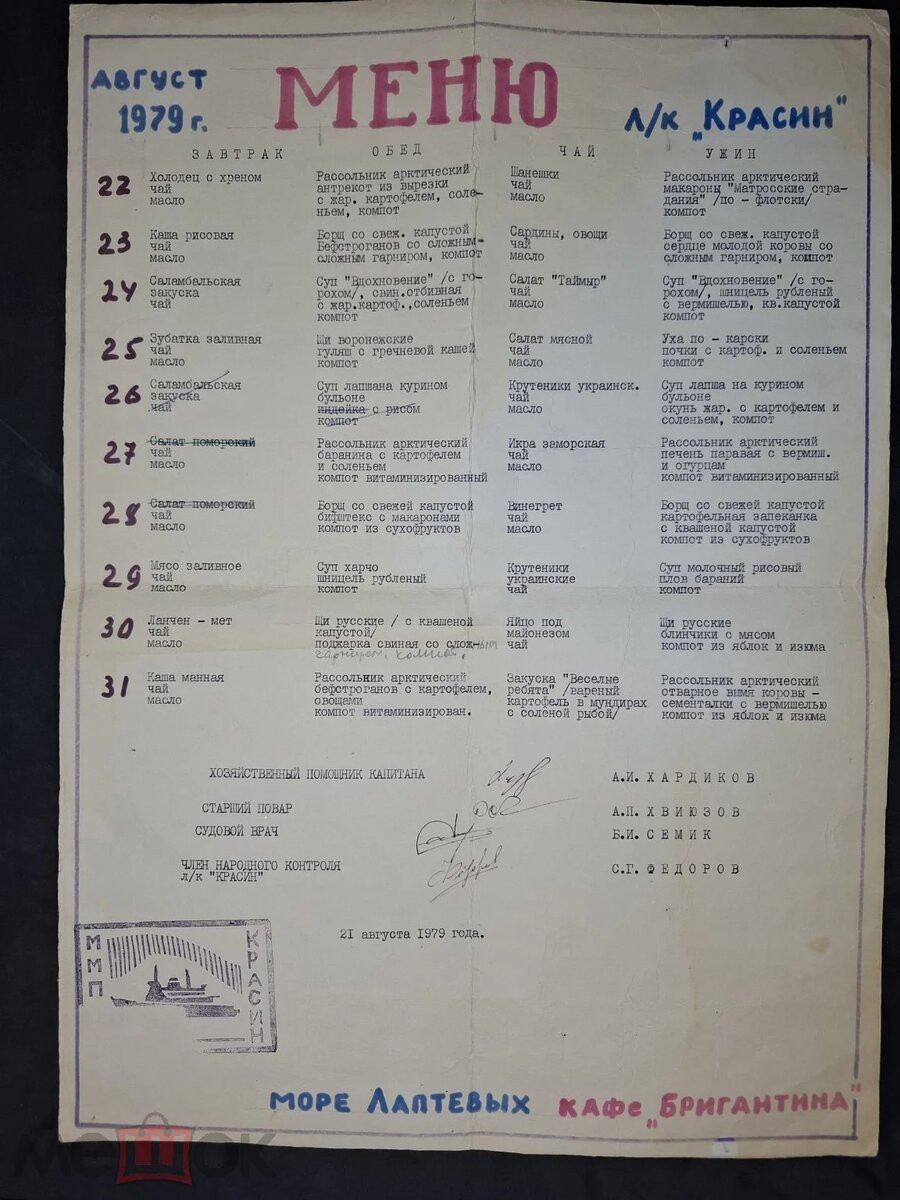 АВГУСТ
1979 г.
МЕНЮ
Л/К „КРАСИН"
ЗАВТРАК ОБЕД ЧАЙ УЖИН
22
Холодец с хреном
чай
масло
Рассольник арктический
антрекот из вырезки
с жар. картофелем, соле-
ньем, компот
Шанешки
чай
масло
Рассольник арктический
макароны "Матросские стра-
дания" /по - флотски/
компот
23
Каша рисовая
чай
масло
Борщ со свеж. капустой
Бефстроганов со сложным-
сложным гарниром, компот
Сардины, овощи
чай
масло
Борщ со свеж. капустой
сердце молодой коровы со
сложным гарниром, компот
24
Саламбальская
закуска
чай
Суп "Вдохновение" /с го-
рохом/, свин.отбивная
с жар.картоф.,соленьем
компот
Салат "Таймыр"
чай
масло
Суп "Вдохновение" /с го-
рохом/, шницель рубленый
с вермишелью, кв.капустой
компот
25
Зубатка заливная
чай
масло
Щи воронежские
гуляш с гречневой кашей
компот
Салат мясной
чай
масло
Уха по - карски
почки с картоф. и соленьем
компот
26
Саламбальская
закуска
чай
Суп лапшана курином
бульоне
индейка с рисом
компот
Крутеники украинск.
чай
масло
Суп лапша на курином
бульоне
окунь жар. с картофелем и
соленьем, компот
27
Салат поморский
чай
масло
Рассольник арктический
баранина с картофелем
и соленьем
компот витаминизированный
Икра заморская
чай
масло
Рассольник арктический
печень паравая с вермиш.
и огурцам
компот витаминизированный
28
Салат поморский
чай
масло
Борщ со свежей капустой
бифштекс с макаронами
компот из сухофруктов
Винегрет
чай
масло
Борщ со свежей капустой
картофельная запеканка
с квашеной капустой
компот из сухофруктов
29
Мясо заливное
чай
масло
Суп харчо
шницель рубленый
компот
Крутеники
украинские
чай
Суп молочный рисовый
плов бараний
компот
30
Ланчен - мет
чай
масло
Щи русские / с квашеной
капустой/
поджарка свиная со слож-ным
гарниром, компот.
Яйцо под
майонезом
чай
Щи русские
блинчики с мясом
компот из яблок и изюма
31
Каша манная
чай
масло
Рассольник арктический
бефстроганов с картофелем,
овощами
компот витаминизирован.
Закуска "Веселые
ребята" /вареный
картофель в мундирах
с соленой рыбой/
Рассольник арктический
отварное вымя коровы -
сементалки с вермишелью
компот из яблок и изюма
ХОЗЯЙСТВЕННЫЙ ПОМОЩНИК КАПИТАНА А.И. ХАРДИКОВ
СТАРШИЙ ПОВАР А.П. ХВИЮЗОВ
СУДОВОЙ ВРАЧ Б.И. СЕМИК
ЧЛЕН НАРОДНОГО КОНТРОЛЯ
л/к "КРАСИН" С.Г. ФЕДОРОВ
21 августа 1979 года.
ММП
КРАСИН
МОРЕ ЛАПТЕВЫХ КАФЕ „БРИГАНТИНА"
мешок